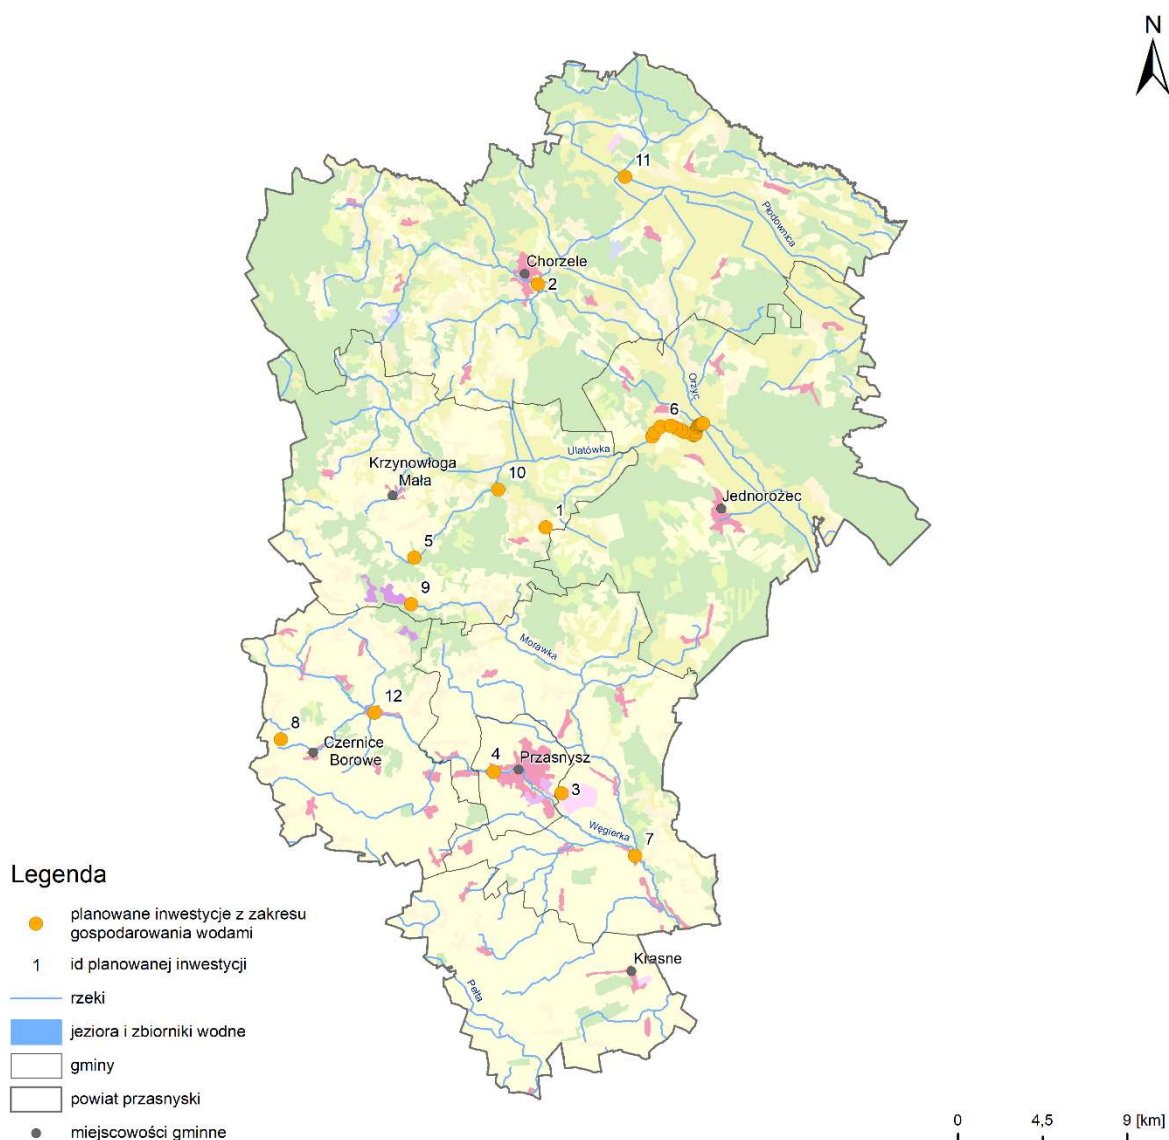 N
11
Płodownica
Chorzele
2
Orzyc
6
Ulatówka
Krzynowłoga
Mała
10
Jednorożec
1
5
9
Morawka
12
8
Czernice
Borowe
4
Przasnysz
3
Węgierka
7
Krasne
Pełta
Legenda
planowane inwestycje z zakresu
gospodarowania wodami
1 id planowanej inwestycji
rzeki
jeziora i zbiorniki wodne
gminy
powiat przasnyski
miejscowości gminne
0 4,5 9 [km]